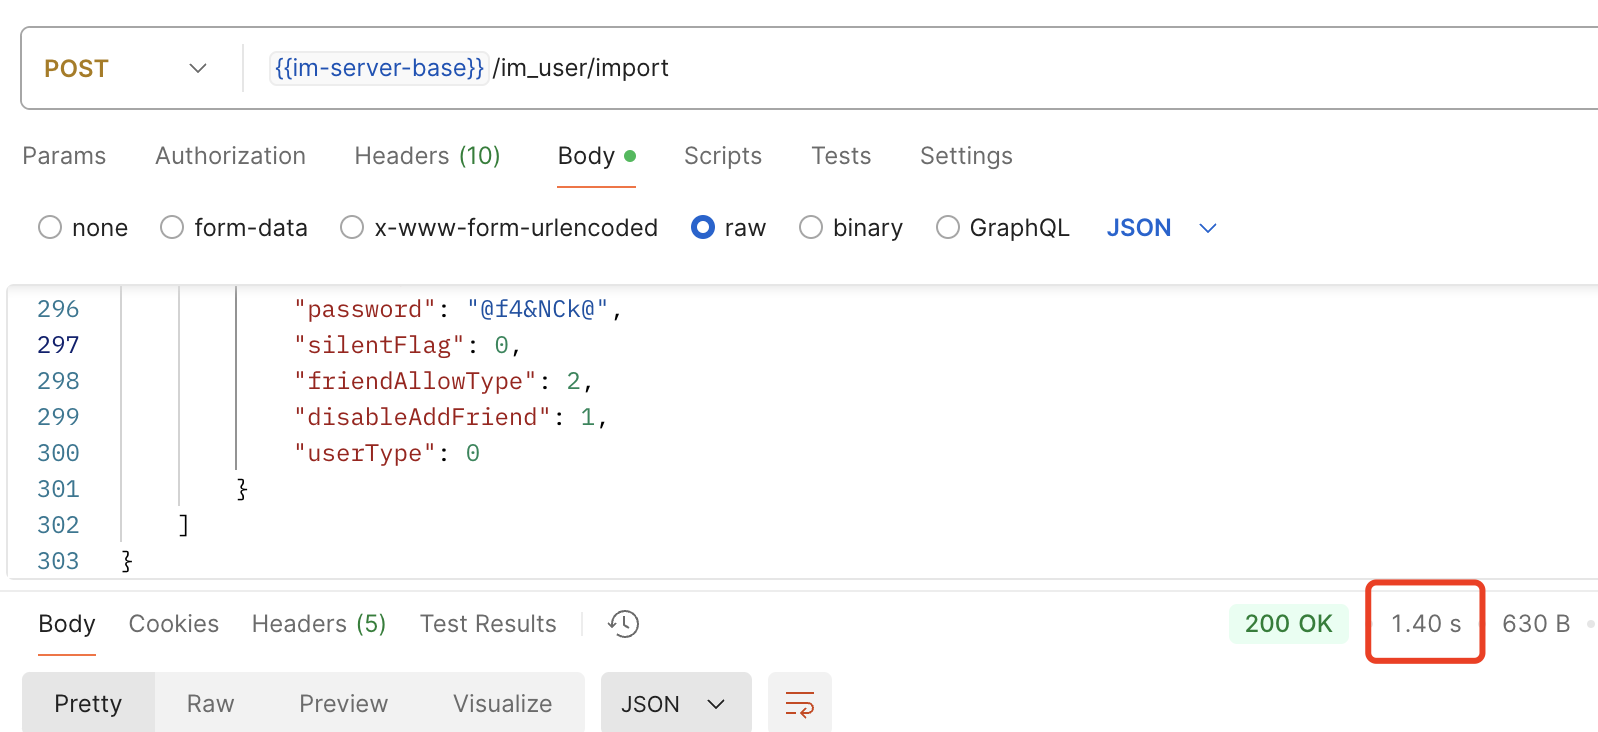 POST {{im-server-base}}/im_user/import
Params Authorization Headers (10) Body Scripts Tests Settings
none form-data x-www-form-urlencoded raw binary GraphQL JSON
296 "password": "@f4&NCk@",
297 "silentFlag": 0,
298 "friendAllowType": 2,
299 "disableAddFriend": 1,
300 "userType": 0
301 }
302 ]
303 }
Body Cookies Headers (5) Test Results 200 OK 1.40 s 630 B
Pretty Raw Preview Visualize JSON